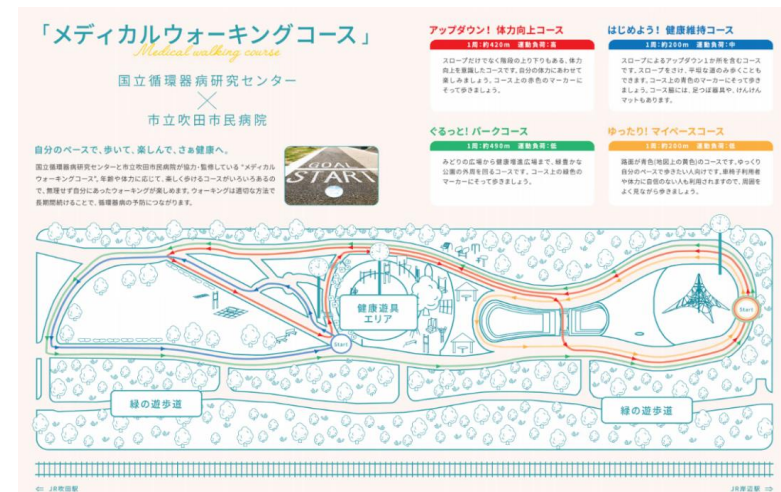 「メディカルウォーキングコース」
Medical walking course
国立循環器病研究センター
×
市立吹田市民病院
自分のペースで、歩いて、楽しんで、さぁ健康へ。
国立循環器病研究センターと市立吹田市民病院が協力・監修している“メディカル
ウォーキングコース”。年齢や体力に応じて、楽しく歩けるコースがいろいろあるの
で、無理せず自分にあったウォーキングが楽しめます。ウォーキングは適切な方法で
長期間続けることで、循環器病の予防につながります。
GOAL
START
アップダウン! 体力向上コース
1周:約420m 運動負荷:高
スロープだけでなく階段の上り下りもある、体力
向上を意識したコースです。自分の体力にあわせて
楽しみましょう。コース上の赤色のマーカーにそっ
て歩きましょう。
はじめよう! 健康維持コース
1周:約200m 運動負荷:中
スロープによるアップダウン1か所を含むコース
です。スロープをさけ、平坦な道のみ歩くことも
できます。コース上の青色のマーカーにそって歩き
ましょう。コース脇には、足つぼ器具や、けんけん
マットもあります。
ぐるっと! パークコース
1周:約490m 運動負荷:低
みどりの広場から健康増進広場まで、緑豊かな
公園の外周を回るコースです。コース上の緑色の
マーカーにそって歩きましょう。
ゆったり! マイペースコース
1周:約200m 運動負荷:低
路面が青色(地図上の黄色)のコースです。ゆっくり
自分のペースで歩きたい人向けです。車椅子利用者
や体力に自信のない人も利用されますので、周囲を
よく見ながら歩きましょう。
健康遊具
エリア
Start
Start
緑の遊歩道
緑の遊歩道
⇦ JR吹田駅
JR岸辺駅 ⇨